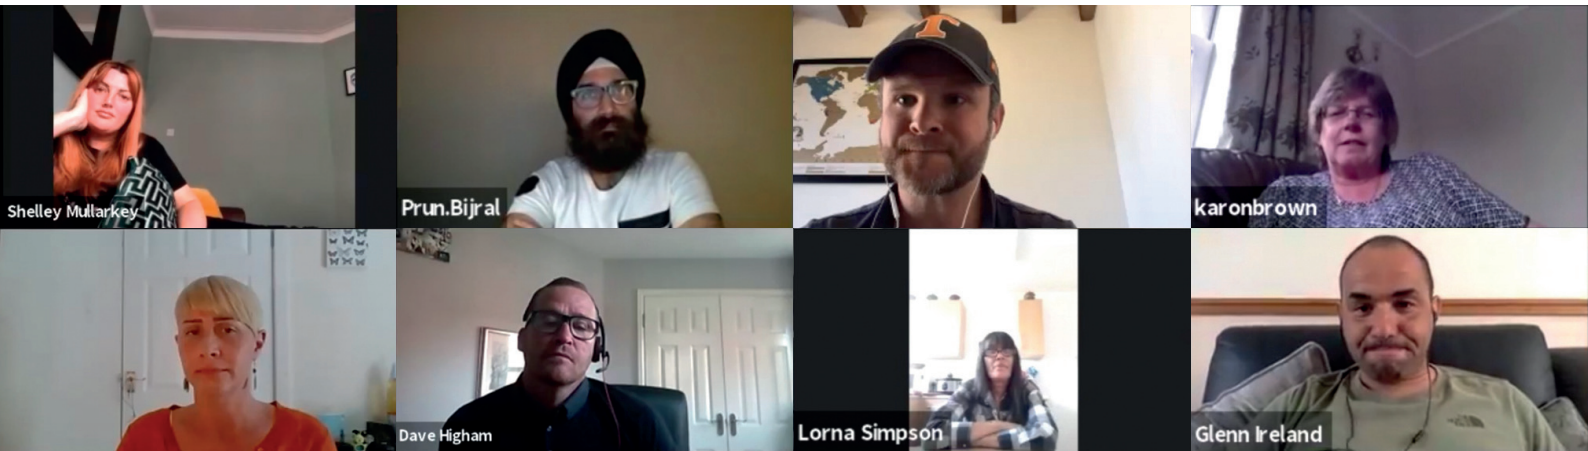 T
Shelley Mullarkey
Prun.Bijral
karonbrown
Dave Higham
Lorna Simpson
Glenn Ireland